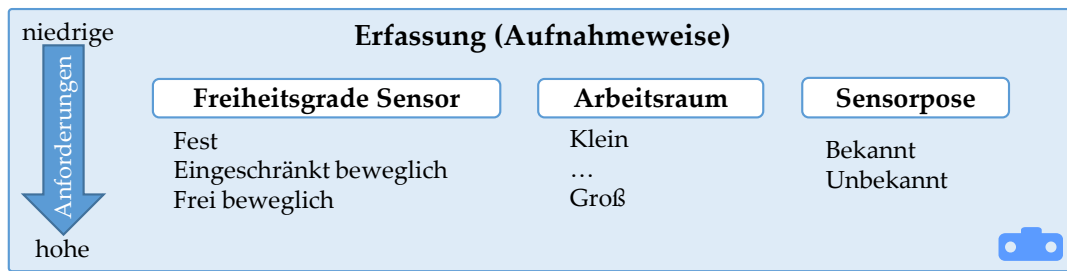 niedrige
Erfassung (Aufnahmeweise)
Anforderungen
hohe
Freiheitsgrade Sensor
Fest
Eingeschränkt beweglich
Frei beweglich
Arbeitsraum
Klein
…
Groß
Sensorpose
Bekannt
Unbekannt